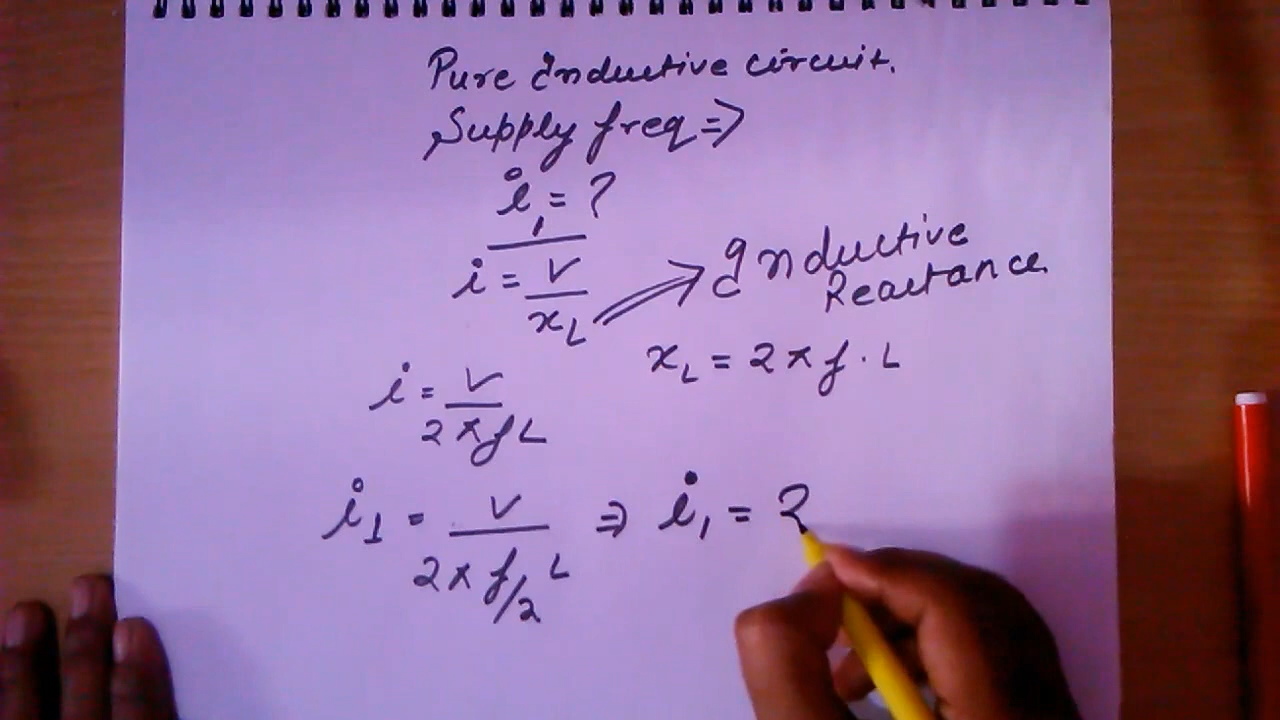 Pure inductive circuit.
Supply freq ⇒
i₁ = ?
i = V / x_L
Inductive Reactance
x_L = 2πf·L
i = V / 2πfL
i₁ = V / 2πf/2 L ⇒ i₁ = 2